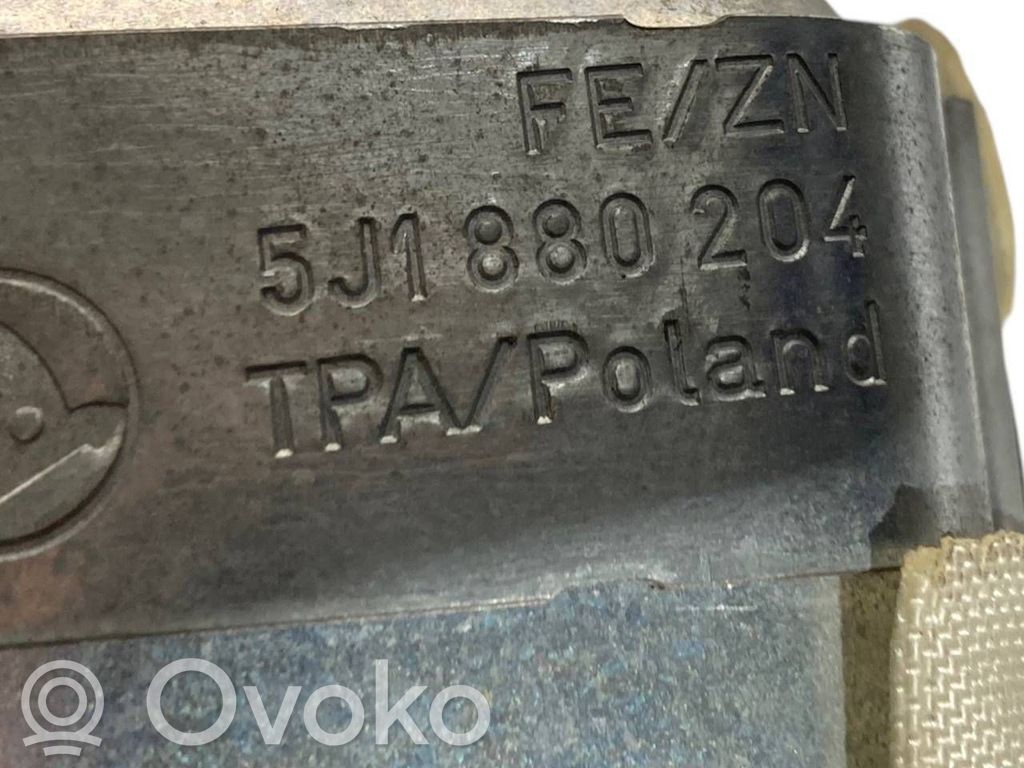 FE/ZN
5J1 880 204
TPA/Poland
Ovoko